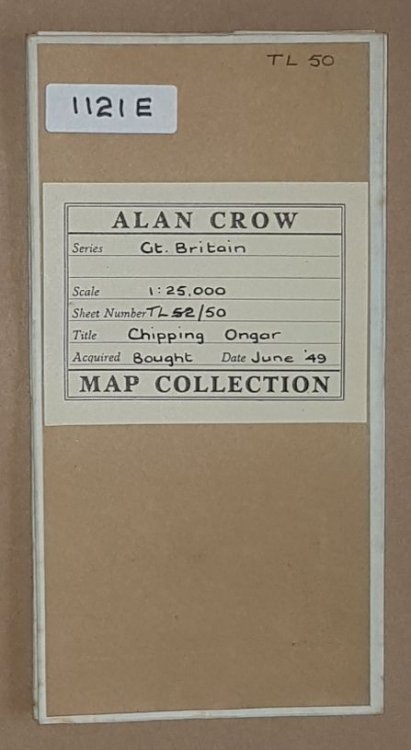 TL 50
1121E
ALAN CROW
Series Gt. Britain
Scale 1:25,000
Sheet Number TL 52/50
Title Chipping Ongar
Acquired Bought Date June '49
MAP COLLECTION